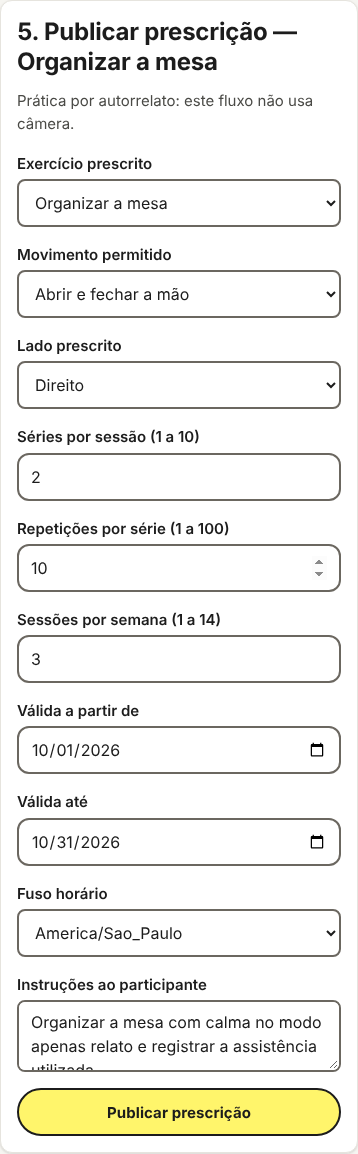 5. Publicar prescrição —
Organizar a mesa
Prática por autorrelato: este fluxo não usa
câmera.
Exercício prescrito
Organizar a mesa
Movimento permitido
Abrir e fechar a mão
Lado prescrito
Direito
Séries por sessão (1 a 10)
2
Repetições por série (1 a 100)
10
Sessões por semana (1 a 14)
3
Válida a partir de
10/01/2026
Válida até
10/31/2026
Fuso horário
America/Sao_Paulo
Instruções ao participante
Organizar a mesa com calma no modo
apenas relato e registrar a assistência
utilizada
Publicar prescrição